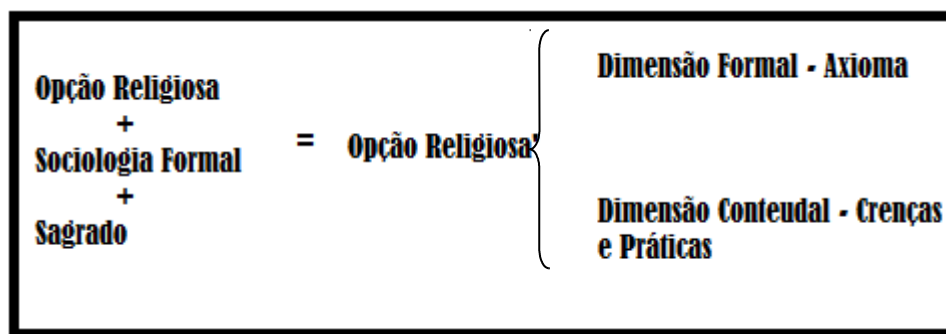 Opção Religiosa
+
Sociologia Formal
+
Sagrado
=
Opção Religiosa'
Dimensão Formal - Axioma
Dimensão Conteudal - Crenças
e Práticas